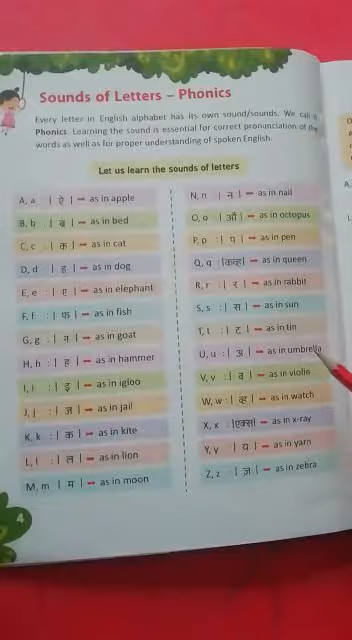 Sounds of Letters – Phonics
Every letter in English alphabet has its own sound/sounds. We call it
Phonics. Learning the sound is essential for correct pronunciation of the
words as well as for proper understanding of spoken English.
Let us learn the sounds of letters
A, a | ऐ | – as in apple
B, b : | ब | – as in bed
C, c : | क | – as in cat
D, d : | ड | – as in dog
E, e : | ए | – as in elephant
F, f : | फ | – as in fish
G, g : | ग | – as in goat
H, h : | ह | – as in hammer
I, i : | इ | – as in igloo
J, j : | ज | – as in jail
K, k : | क | – as in kite
L, l : | ल | – as in lion
M, m | म | – as in moon
N, n | न | – as in nail
O, o | औ | – as in octopus
P, p : | प | – as in pen
Q, q : |क्व| – as in queen
R, r : | र | – as in rabbit
S, s : | स | – as in sun
T, t : | ट | – as in tin
U, u : | अ | – as in umbrella
V, v : | व | – as in violin
W, w : | व्ह | – as in watch
X, x : |एक्स| – as in x-ray
Y, y : | य | – as in yarn
Z, z : | ज़ | – as in zebra
4